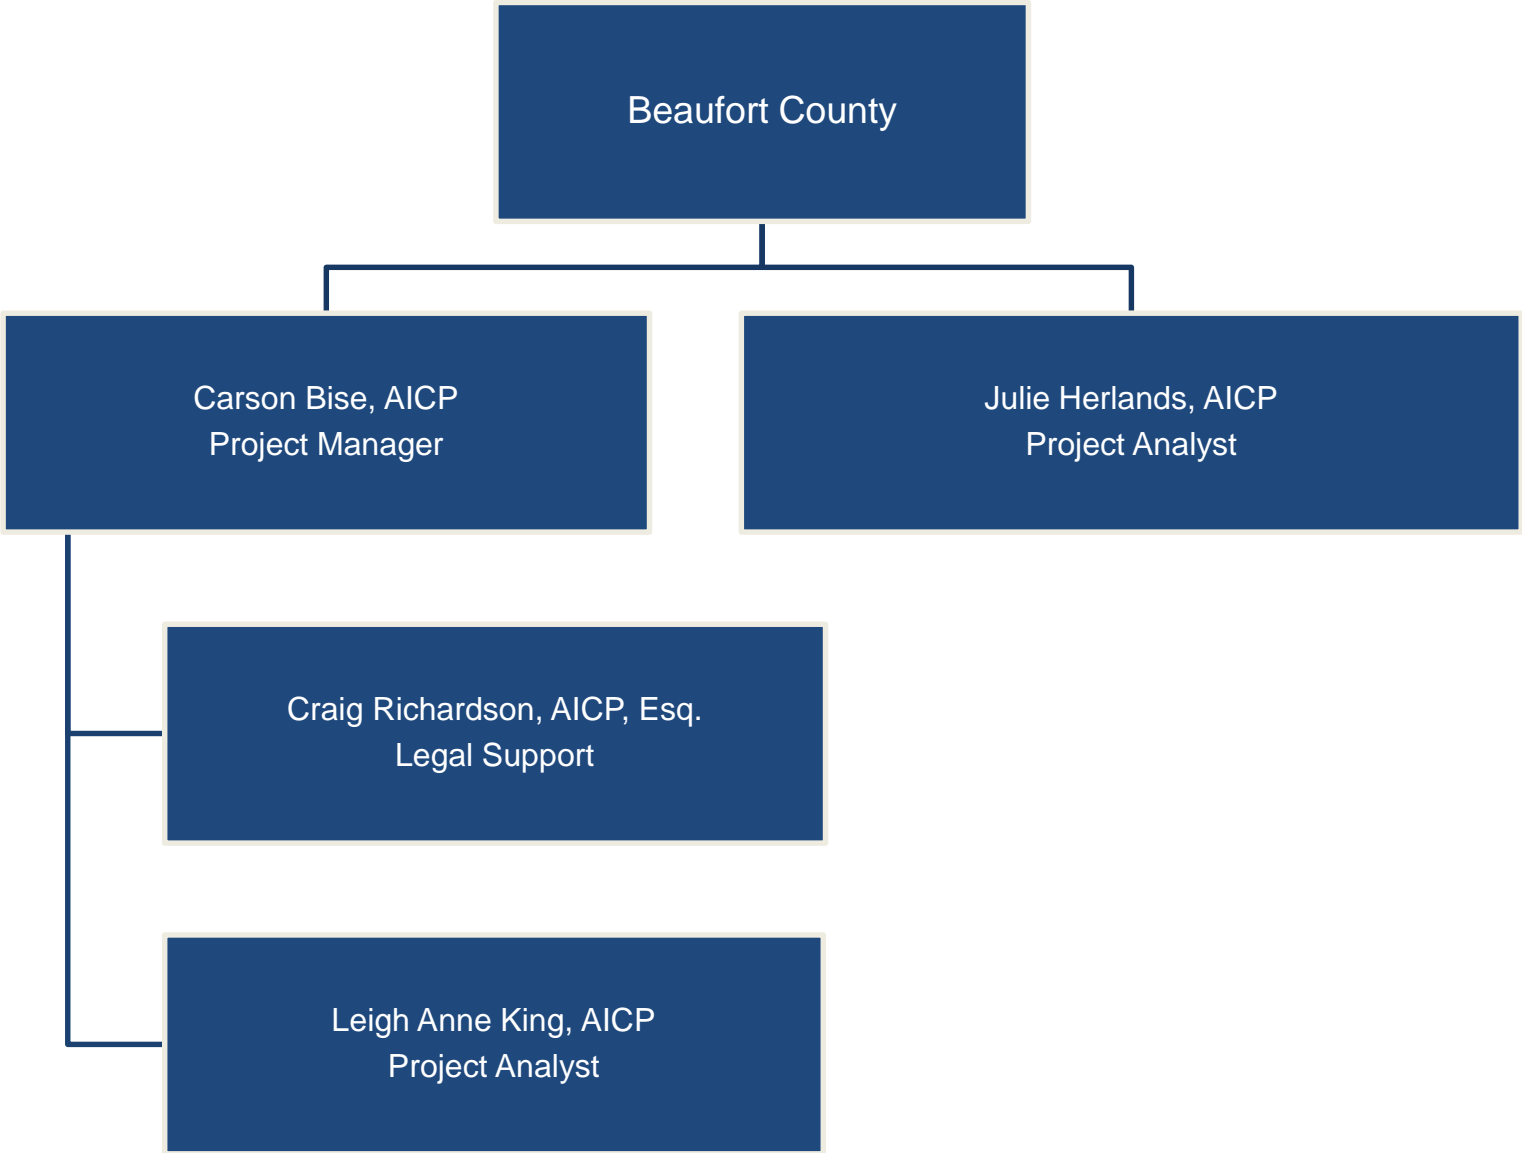 Beaufort County
Carson Bise, AICP
Project Manager
Julie Herlands, AICP
Project Analyst
Craig Richardson, AICP, Esq.
Legal Support
Leigh Anne King, AICP
Project Analyst